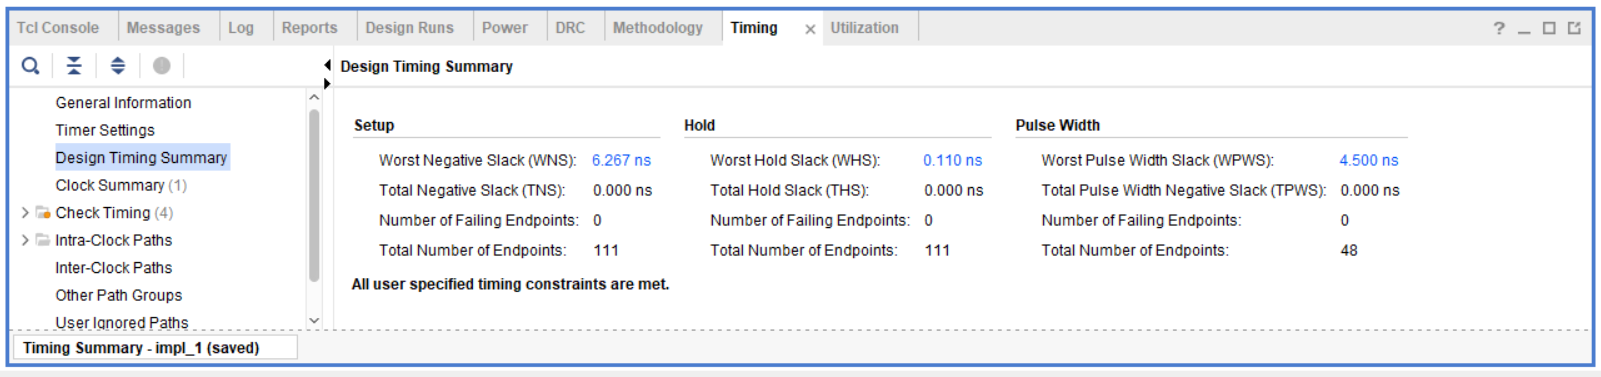 Tcl Console Messages Log Reports Design Runs Power DRC Methodology Timing × Utilization ? _
Design Timing Summary
General Information
Timer Settings
Design Timing Summary
Clock Summary (1)
Check Timing (4)
Intra-Clock Paths
Inter-Clock Paths
Other Path Groups
User Ignored Paths
Setup Hold Pulse Width
Worst Negative Slack (WNS): 6.267 ns Worst Hold Slack (WHS): 0.110 ns Worst Pulse Width Slack (WPWS): 4.500 ns
Total Negative Slack (TNS): 0.000 ns Total Hold Slack (THS): 0.000 ns Total Pulse Width Negative Slack (TPWS): 0.000 ns
Number of Failing Endpoints: 0 Number of Failing Endpoints: 0 Number of Failing Endpoints: 0
Total Number of Endpoints: 111 Total Number of Endpoints: 111 Total Number of Endpoints: 48
All user specified timing constraints are met.
Timing Summary - impl_1 (saved)